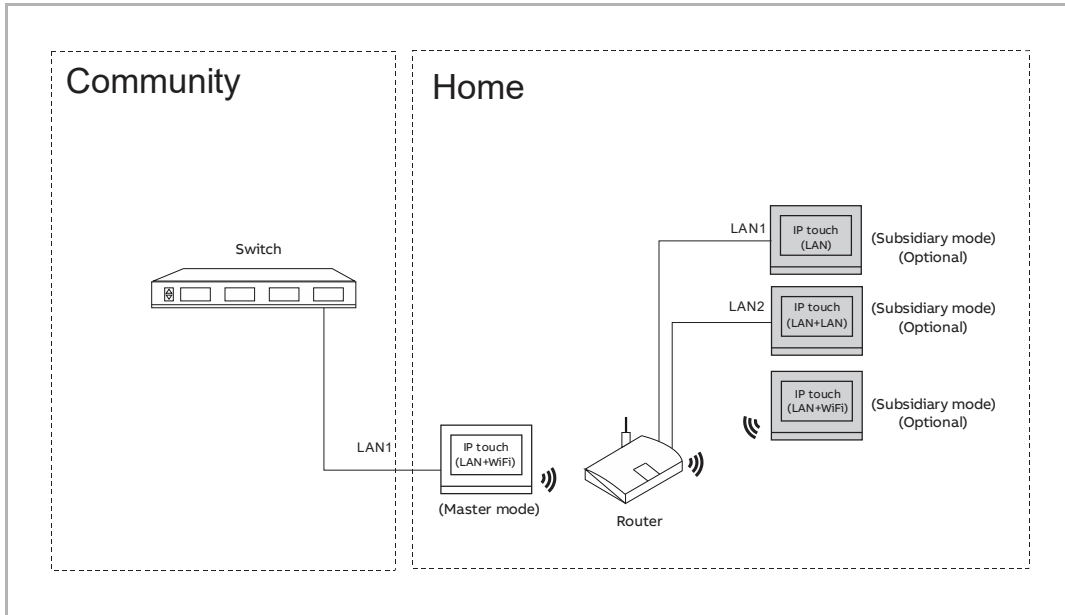 Community
Home
Switch
LAN1
IP touch
(LAN+WiFi)
(Master mode)
Router
LAN1
IP touch
(LAN)
(Subsidiary mode)
(Optional)
LAN2
IP touch
(LAN+LAN)
(Subsidiary mode)
(Optional)
IP touch
(LAN+WiFi)
(Subsidiary mode)
(Optional)